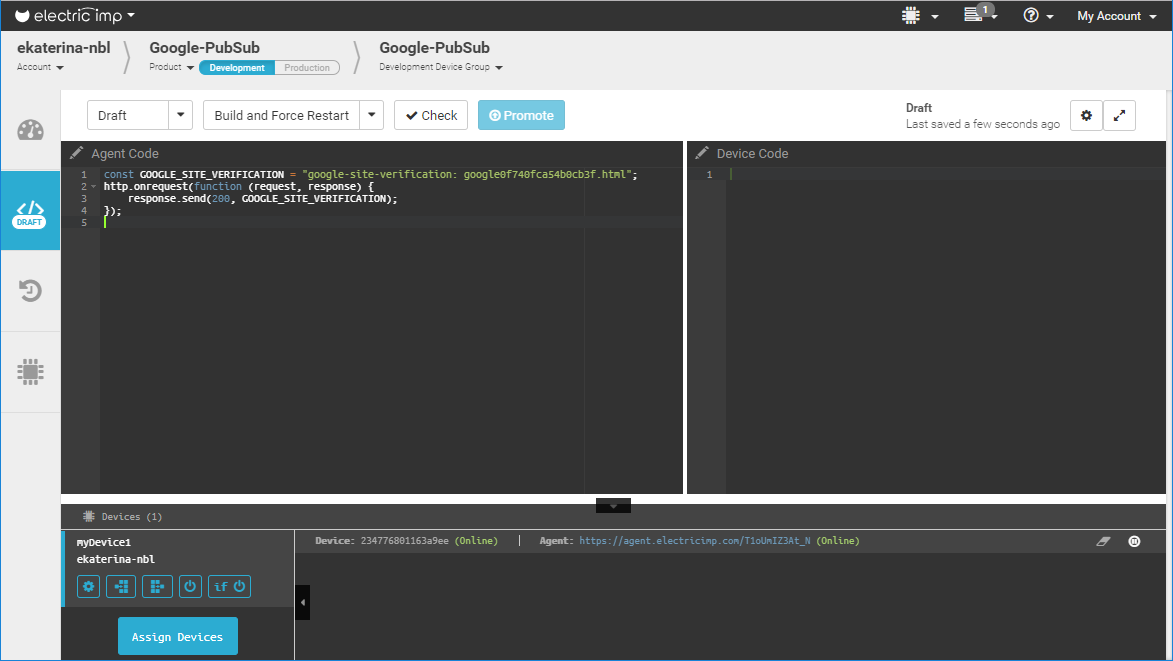 electric imp
1
My Account
ekaterina-nbl
Account
Google-PubSub
Product
Development
Production
Google-PubSub
Development Device Group
Draft
Build and Force Restart
Check
Promote
Draft
Last saved a few seconds ago
Agent Code
1 const GOOGLE_SITE_VERIFICATION = "google-site-verification: google0f740fca54b0cb3f.html";
2 http.onrequest(function (request, response) {
3 response.send(200, GOOGLE_SITE_VERIFICATION);
4 });
5
Device Code
1
DRAFT
Devices (1)
myDevice1
ekaterina-nbl
if
Assign Devices
Device: 234776801163a9ee (Online) | Agent: https://agent.electricimp.com/T1oUmIZ3At_N (Online)